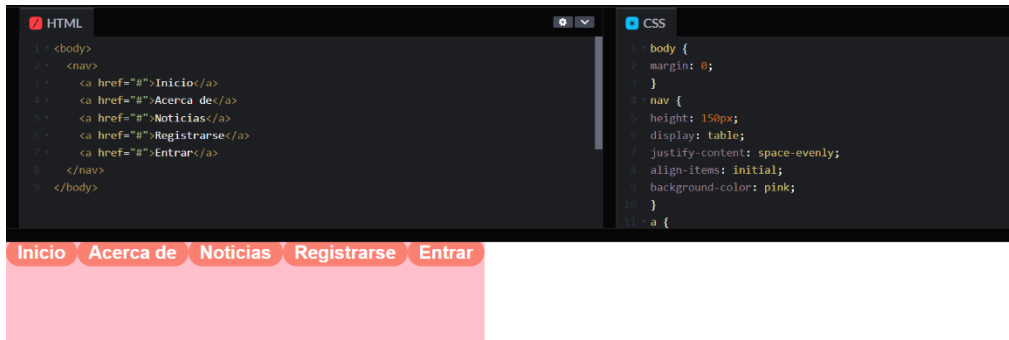 HTML
1 <body>
2 <nav>
3 <a href="#">Inicio</a>
4 <a href="#">Acerca de</a>
5 <a href="#">Noticias</a>
6 <a href="#">Registrarse</a>
7 <a href="#">Entrar</a>
8 </nav>
9 </body>
CSS
1 body {
2 margin: 0;
3 }
4 nav {
5 height: 150px;
6 display: table;
7 justify-content: space-evenly;
8 align-items: initial;
9 background-color: pink;
10 }
11 a {
Inicio Acerca de Noticias Registrarse Entrar